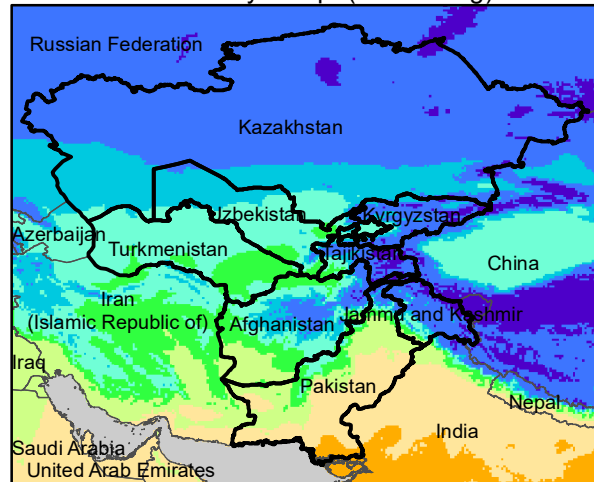 Russian Federation
Kazakhstan
Uzbekistan
Kyrgyzstan
Azerbaijan
Turkmenistan
Tajikistan
China
Iran
(Islamic Republic of)
Afghanistan
Jammu and Kashmir
Iraq
Pakistan
Nepal
India
Saudi Arabia
United Arab Emirates